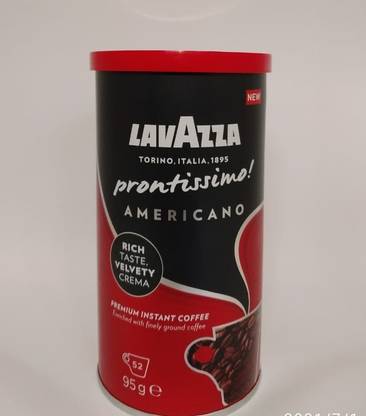 NEW
LAVAZZA
TORINO, ITALIA, 1895
prontissimo!
AMERICANO
RICH
TASTE.
VELVETY
CREMA
PREMIUM INSTANT COFFEE
Enriched with finely ground coffee
52
95g e